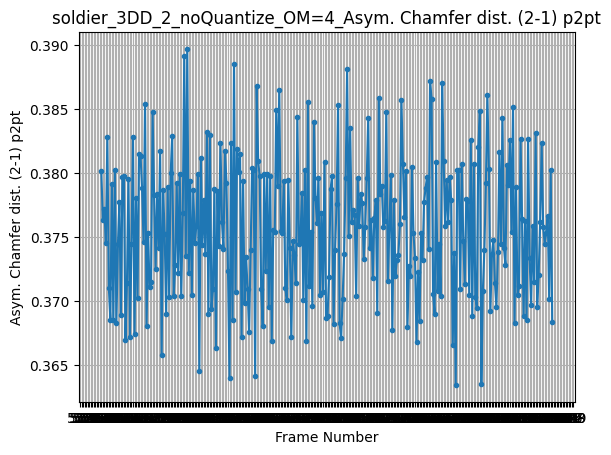 soldier_3DD_2_noQuantize_OM=4_Asym. Chamfer dist. (2-1) p2pt
0.390
0.385
0.380
0.375
0.370
0.365
Asym. Chamfer dist. (2-1) p2pt
Frame Number